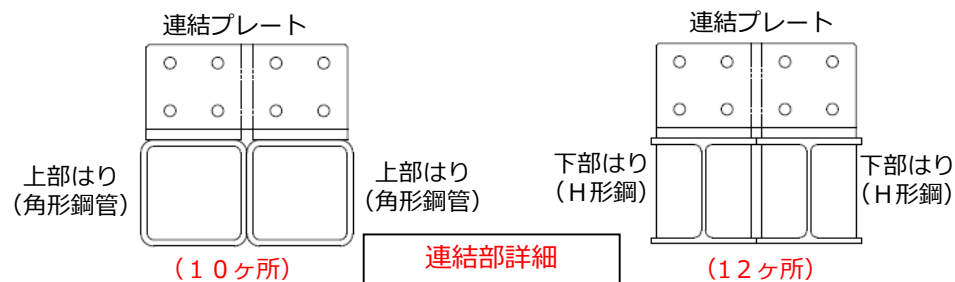 連結プレート
連結プレート
上部はり
（角形鋼管）
上部はり
（角形鋼管）
下部はり
（Ｈ形鋼）
下部はり
（Ｈ形鋼）
（１０ヶ所）
連結部詳細
（12ヶ所）